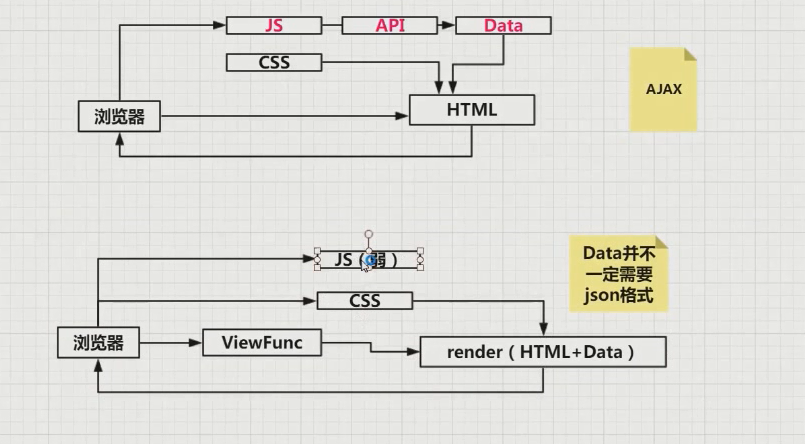 JS
API
Data
CSS
浏览器
HTML
AJAX
JS（弱）
CSS
浏览器
ViewFunc
render（HTML+Data）
Data并不
一定需要
json格式